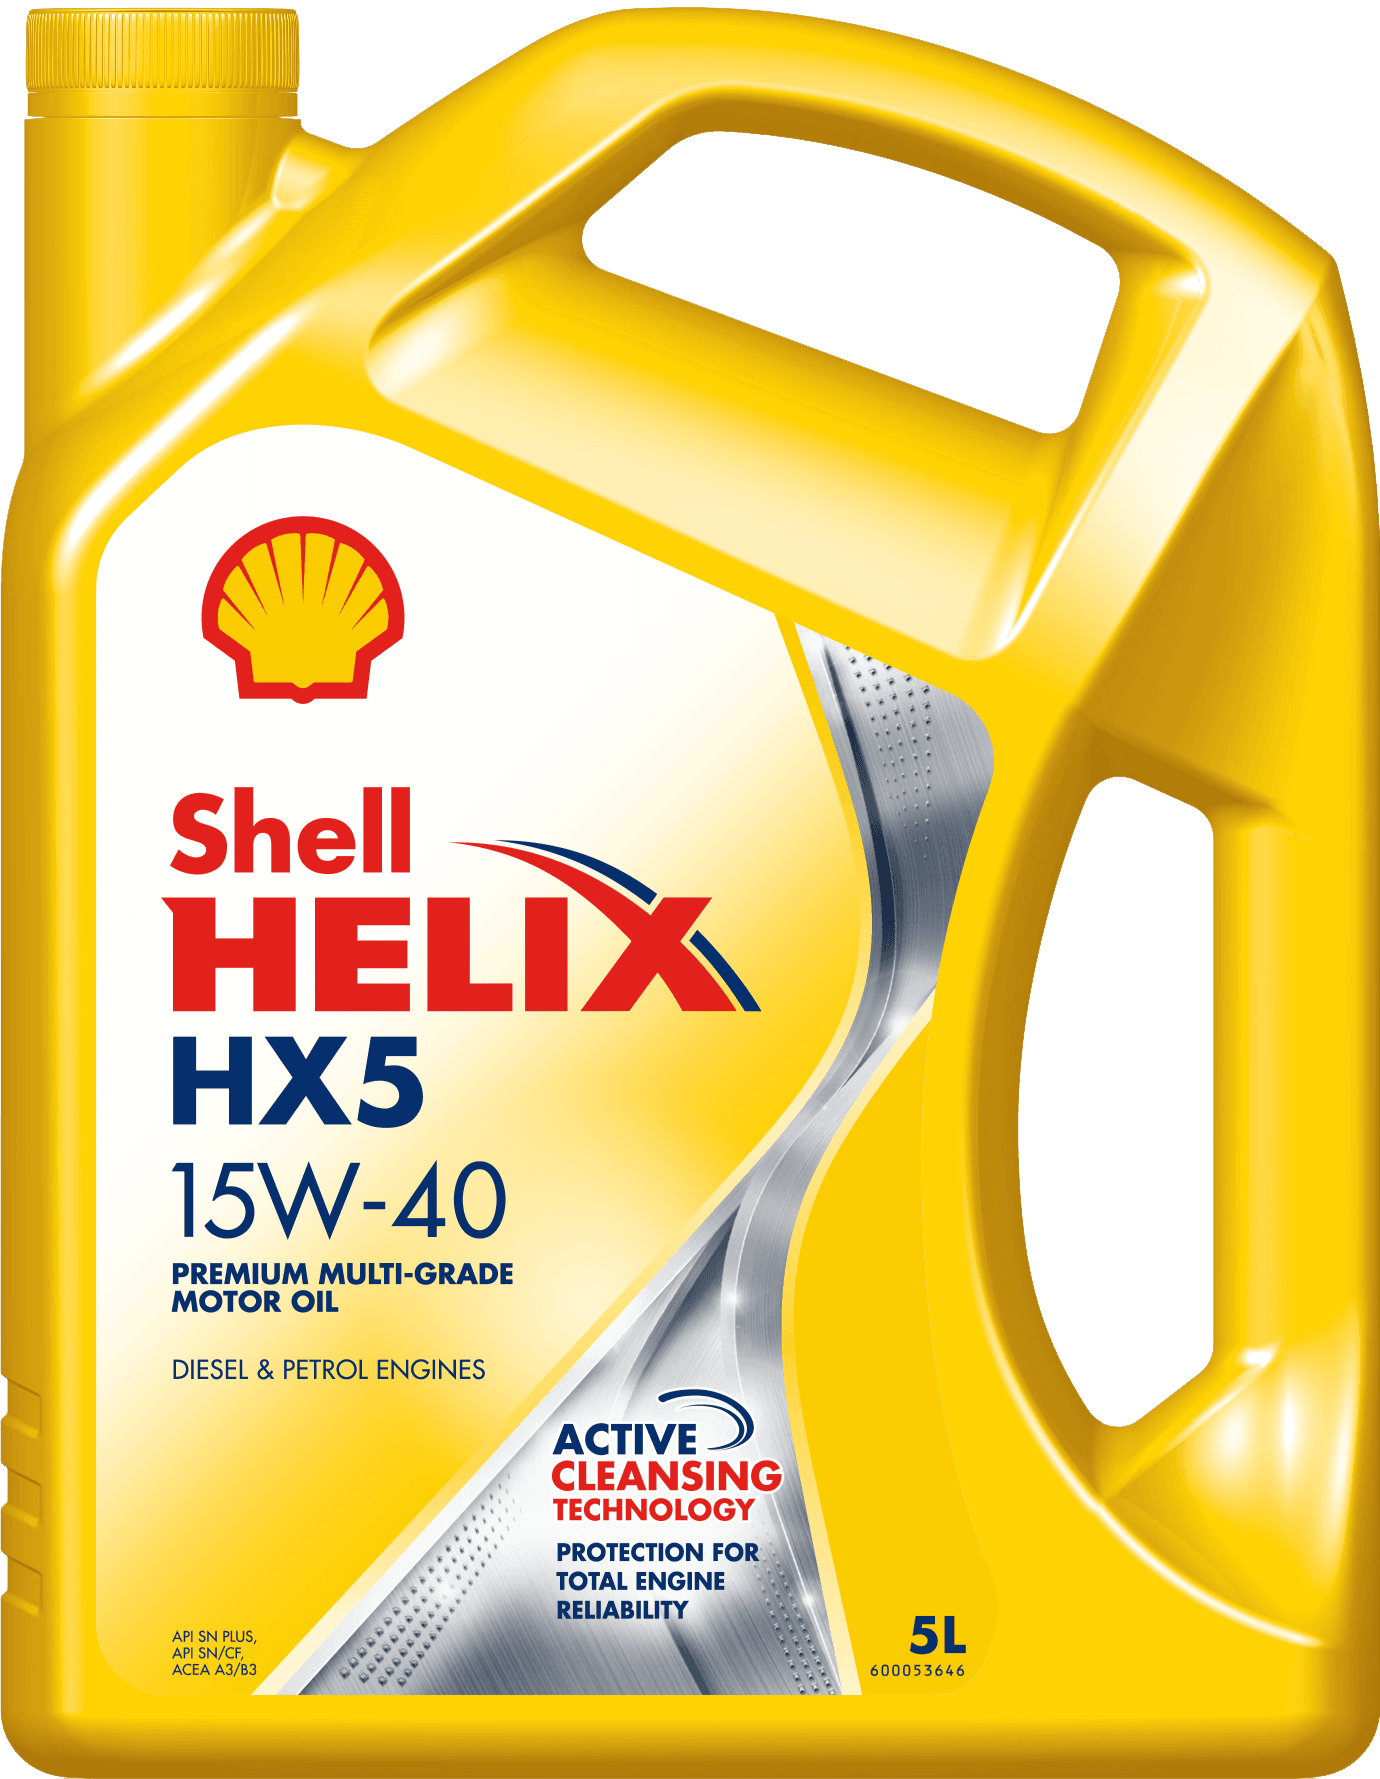 Shell
HELIX
HX5
15W-40
PREMIUM MULTI-GRADE
MOTOR OIL
DIESEL & PETROL ENGINES
ACTIVE
CLEANSING
TECHNOLOGY
PROTECTION FOR
TOTAL ENGINE
RELIABILITY
API SN PLUS,
API SN/CF,
ACEA A3/B3
5L
600053646